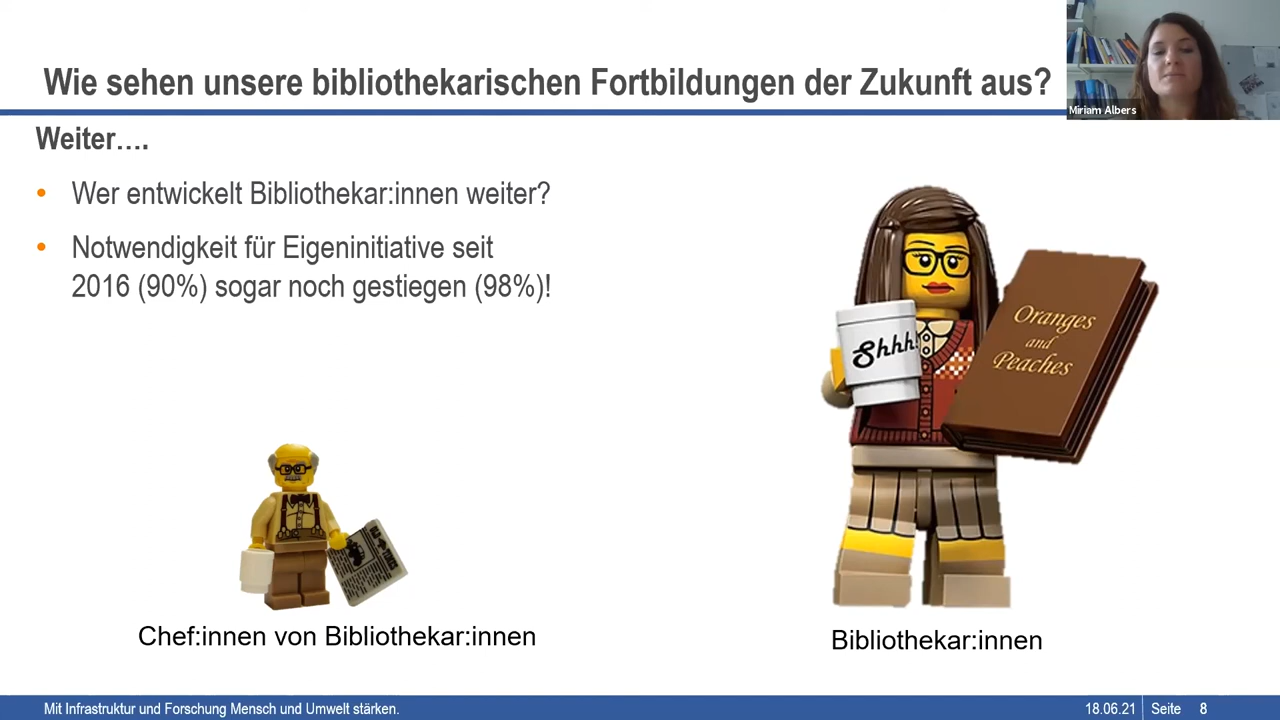 Wie sehen unsere bibliothekarischen Fortbildungen der Zukunft aus?
Miriam Albers
Weiter….
• Wer entwickelt Bibliothekar:innen weiter?
• Notwendigkeit für Eigeninitiative seit
2016 (90%) sogar noch gestiegen (98%)!
Shhh!
Oranges
and
Peaches
Chef:innen von Bibliothekar:innen
Bibliothekar:innen
Mit Infrastruktur und Forschung Mensch und Umwelt stärken.
18.06.21 Seite 8